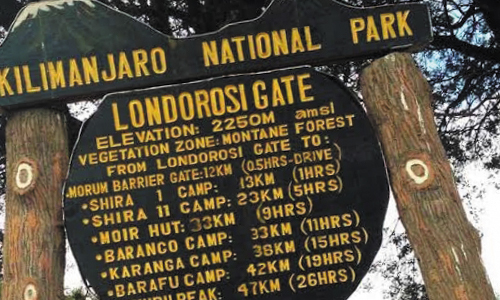 KILIMANJARO NATIONAL PARK
LONDOROSI GATE
ELEVATION: 2250M amsl
VEGETATION ZONE: MONTANE FOREST
FROM LONDOROSI GATE TO:
MORUM BARRIER GATE:12KM (0.5HRS-DRIVE)
•SHIRA 1 CAMP: 13KM (1HRS)
•SHIRA 11 CAMP: 23KM (5HRS)
•MOIR HUT: 33KM (9HRS)
•BARANCO CAMP: 33KM (11HRS)
•KARANGA CAMP: 38KM (15HRS)
•BARAFU CAMP: 42KM (19HRS)
PEAK: 47KM (26HRS)